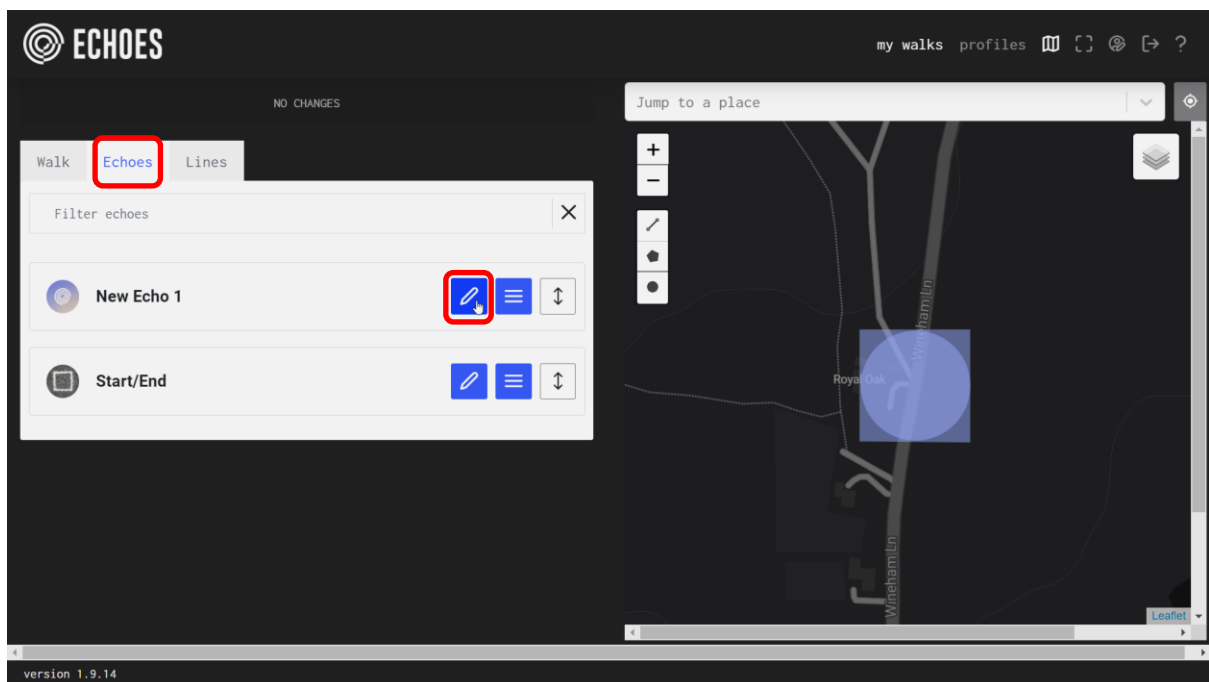 ECHOES
my walks profiles ?
NO CHANGES
Jump to a place
Walk Echoes Lines
Filter echoes
New Echo 1
Start/End
Wineham Ln
Royal Oak
Wineham Ln
Leaflet
version 1.9.14